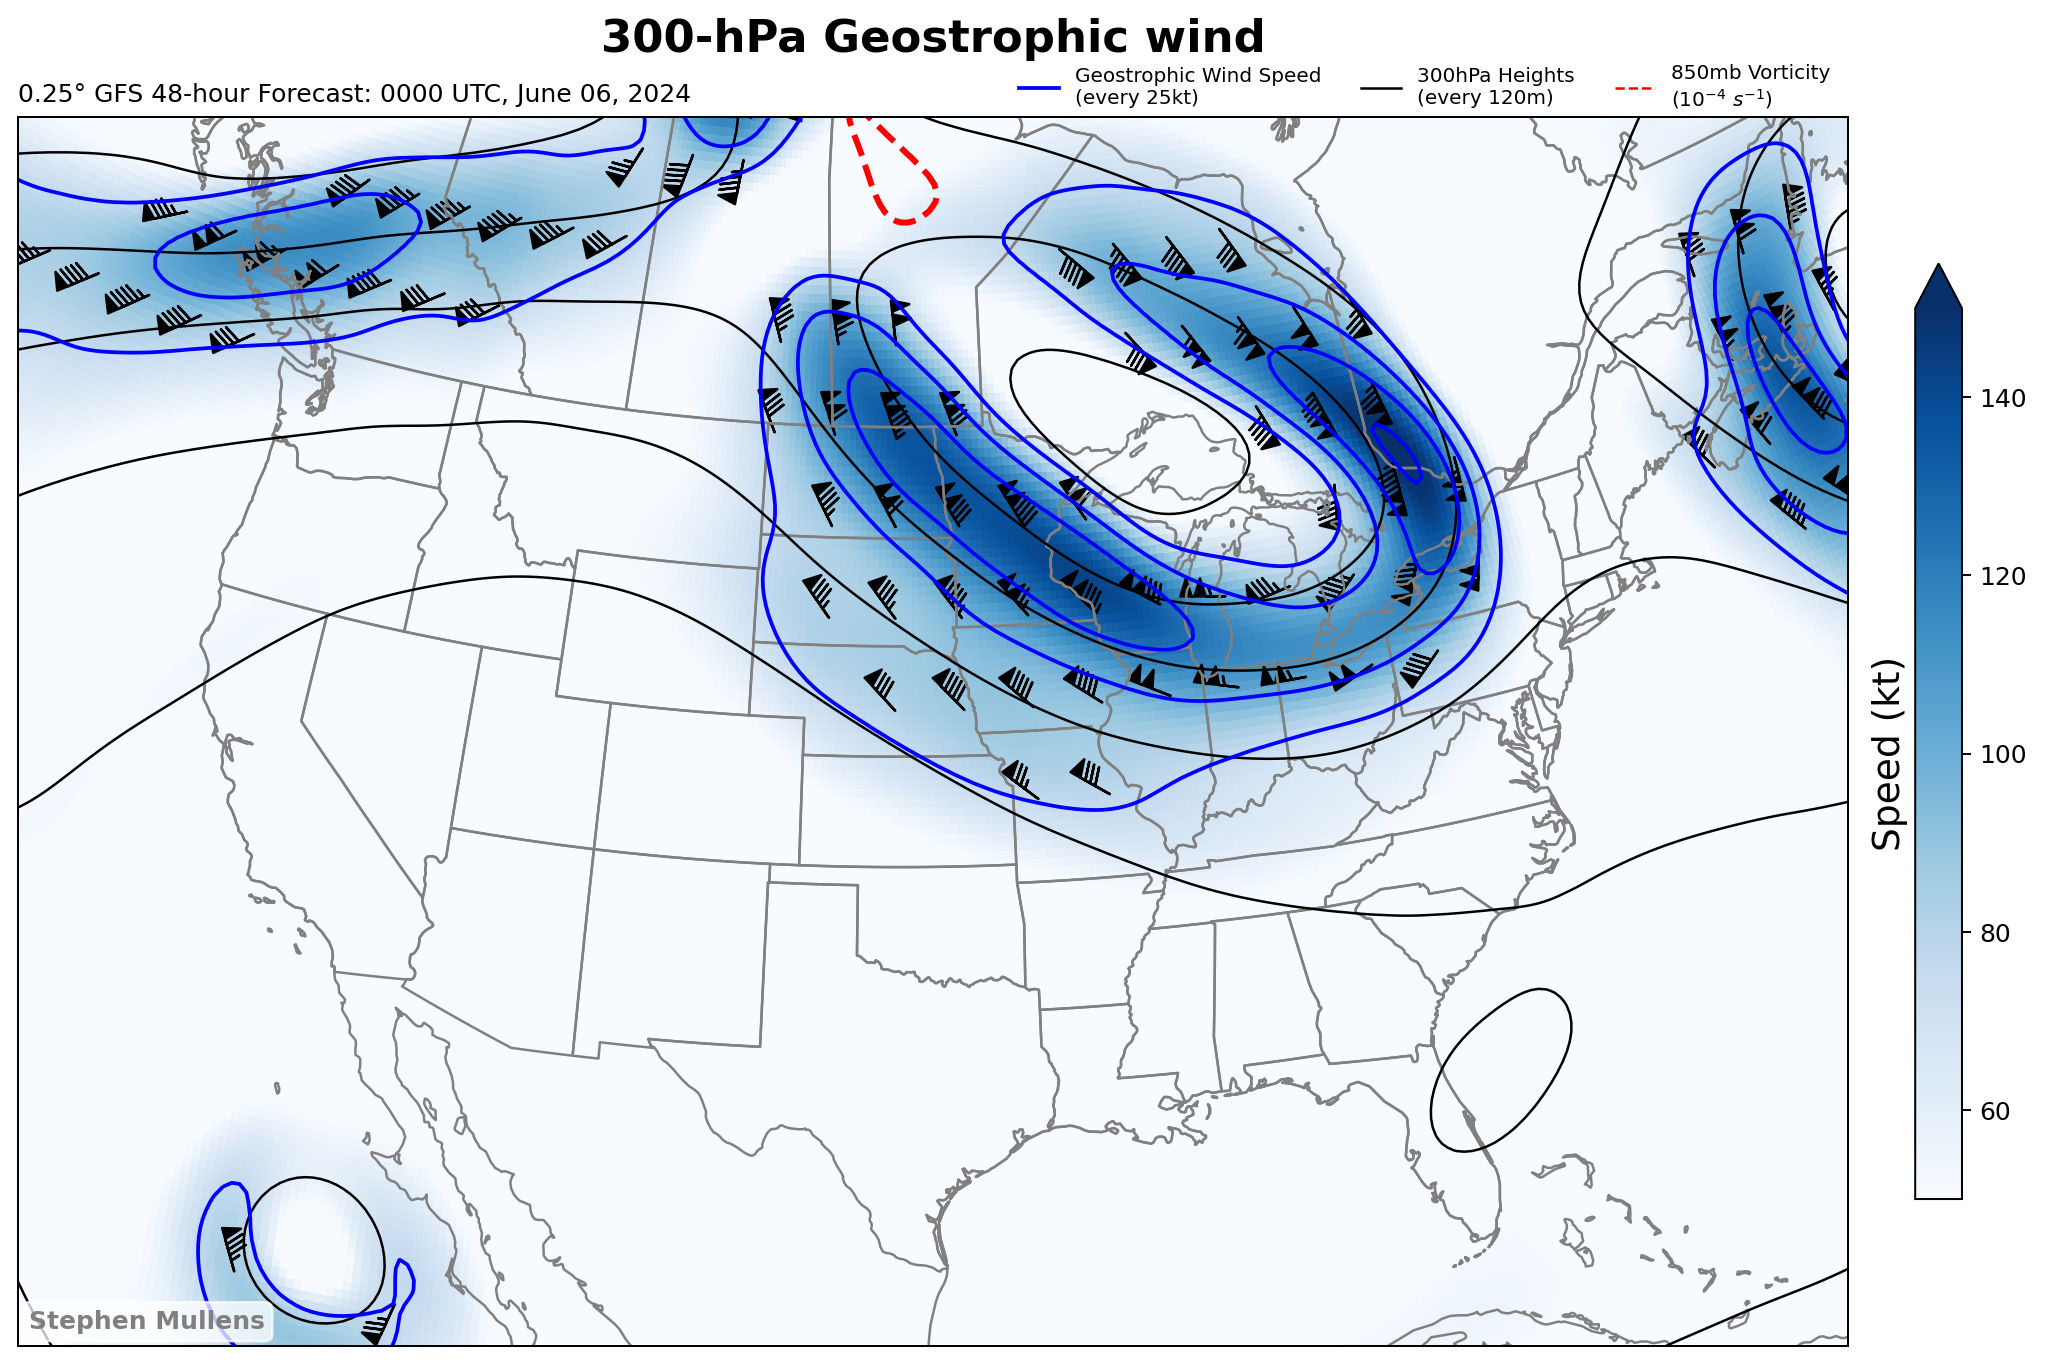 300-hPa Geostrophic wind
0.25° GFS 48-hour Forecast: 0000 UTC, June 06, 2024
Geostrophic Wind Speed
(every 25kt)
300hPa Heights
(every 120m)
850mb Vorticity
(10⁻⁴ s⁻¹)
140
120
100
80
60
Speed (kt)
Stephen Mullens